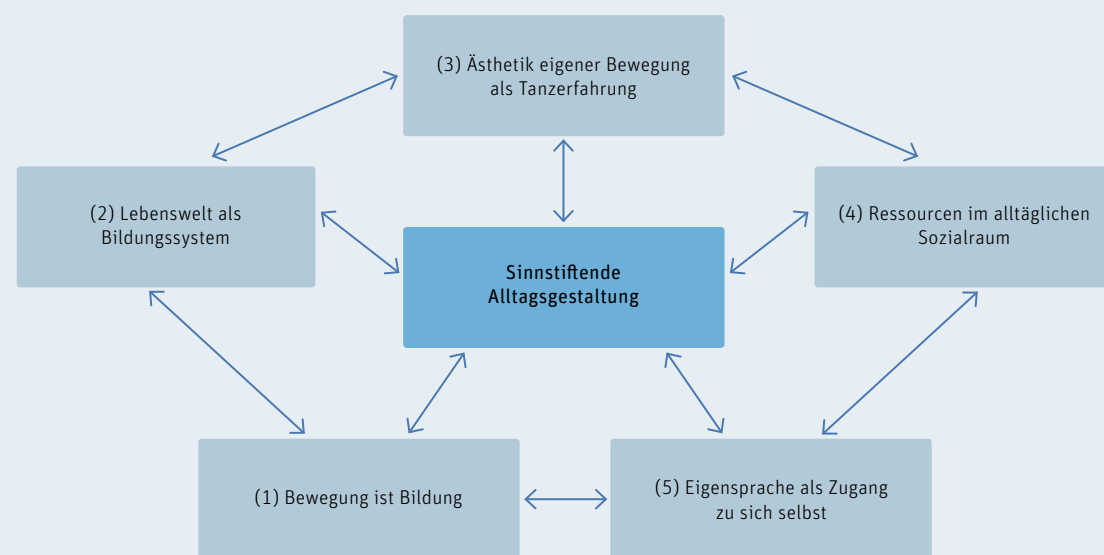 (3) Ästhetik eigener Bewegung
als Tanzerfahrung
(2) Lebenswelt als
Bildungssystem
(4) Ressourcen im alltäglichen
Sozialraum
Sinnstiftende
Alltagsgestaltung
(1) Bewegung ist Bildung
(5) Eigensprache als Zugang
zu sich selbst